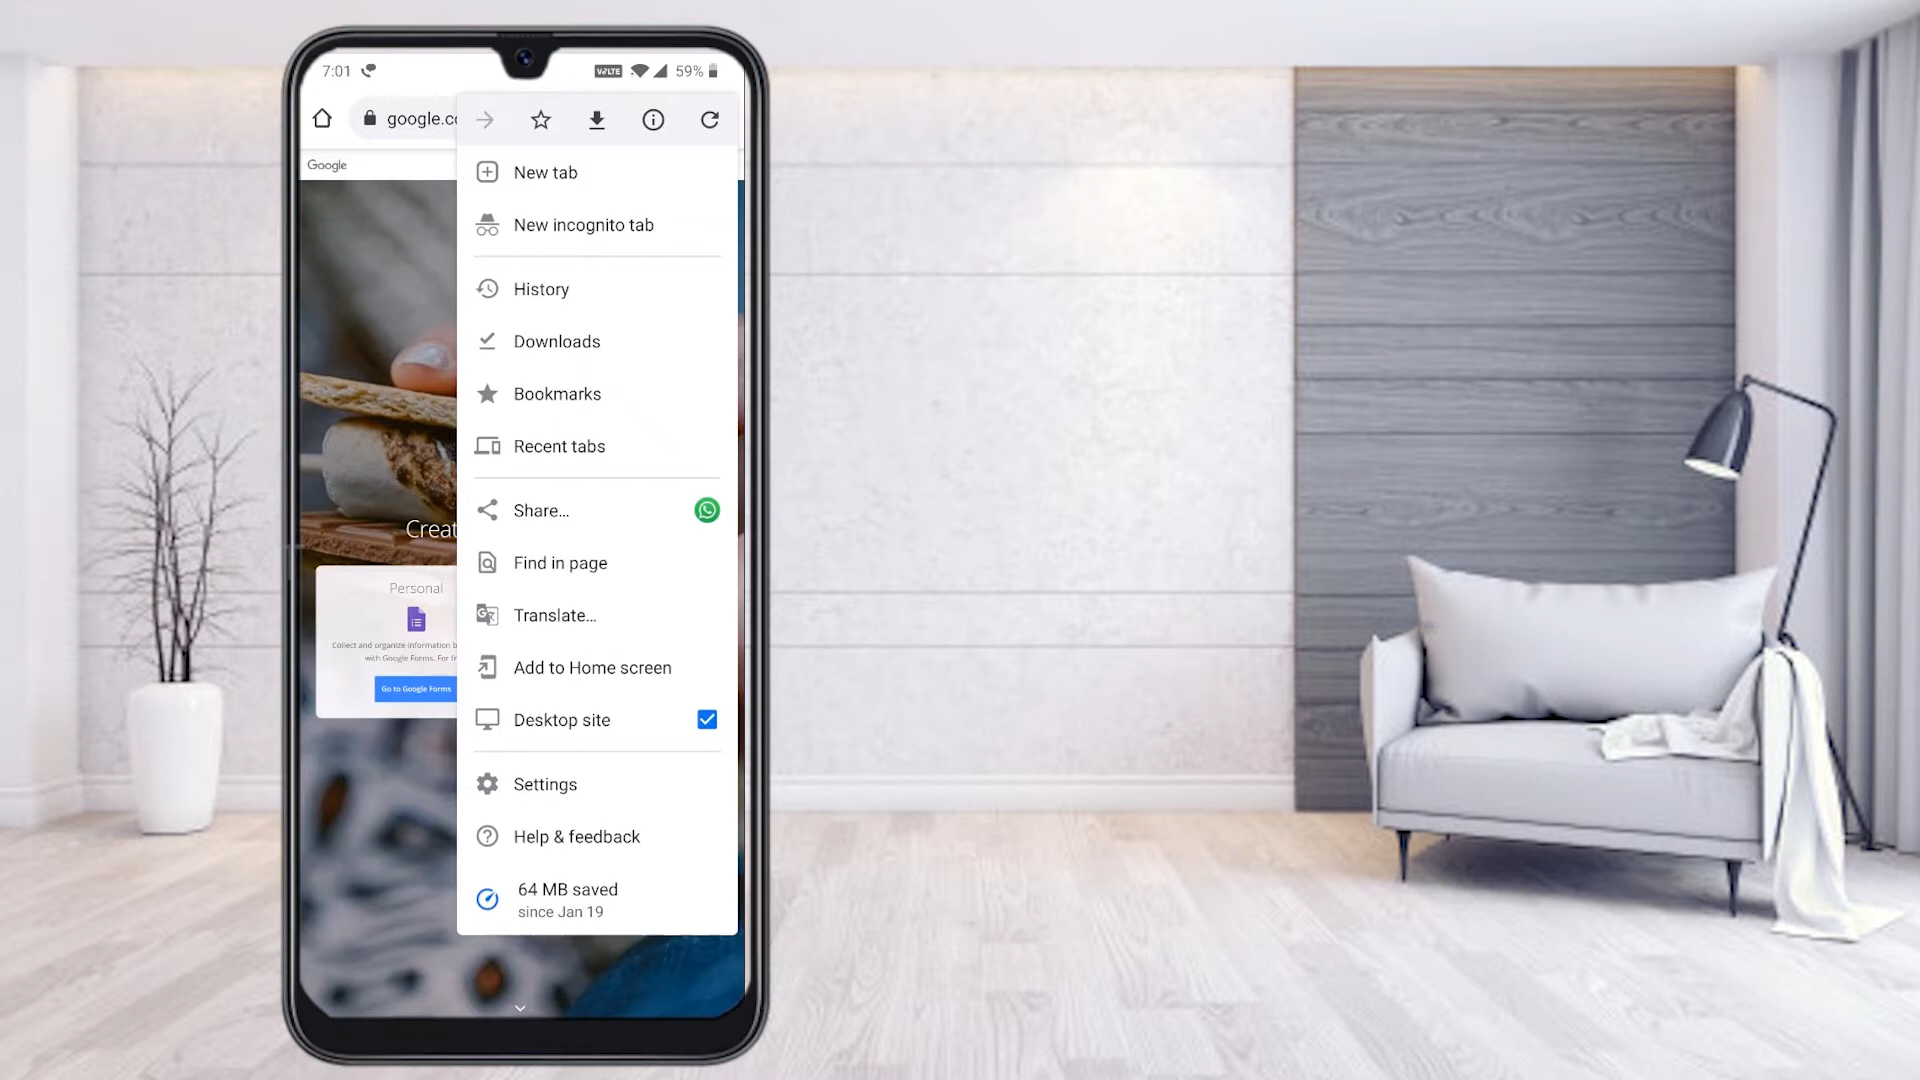 7:01
VoLTE
59%
google.co
Google
New tab
New incognito tab
History
Downloads
Bookmarks
Recent tabs
Share...
Creat
Find in page
Personal
Translate...
Collect and organize information b
with Google Forms. For fr
Add to Home screen
Go to Google Forms
Desktop site
Settings
Help & feedback
64 MB saved
since Jan 19